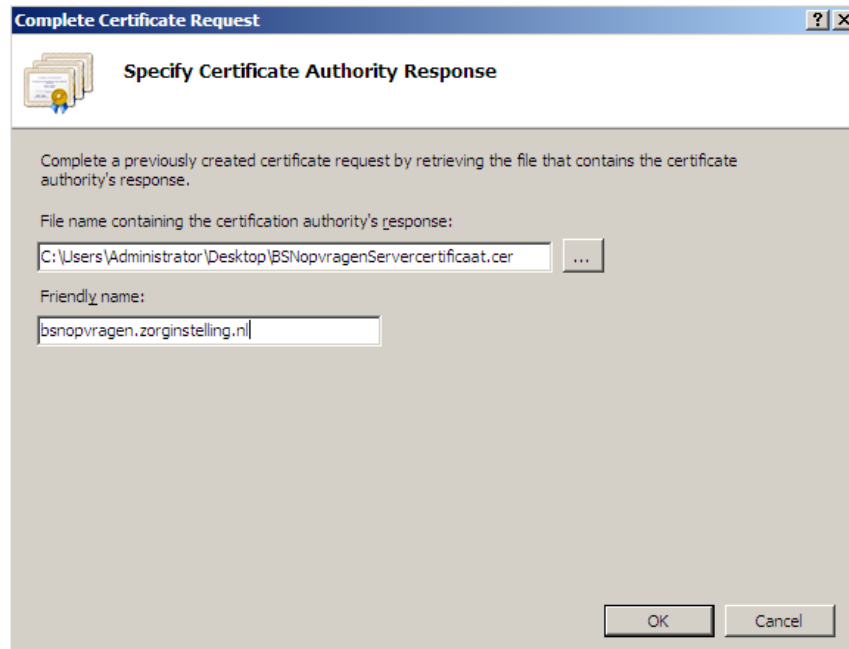 Complete Certificate Request
Specify Certificate Authority Response
Complete a previously created certificate request by retrieving the file that contains the certificate
authority's response.
File name containing the certification authority's response:
C:\Users\Administrator\Desktop\BSNopvragenServercertificaat.cer
...
Friendly name:
bsnopvragen.zorginstelling.nl
OK Cancel